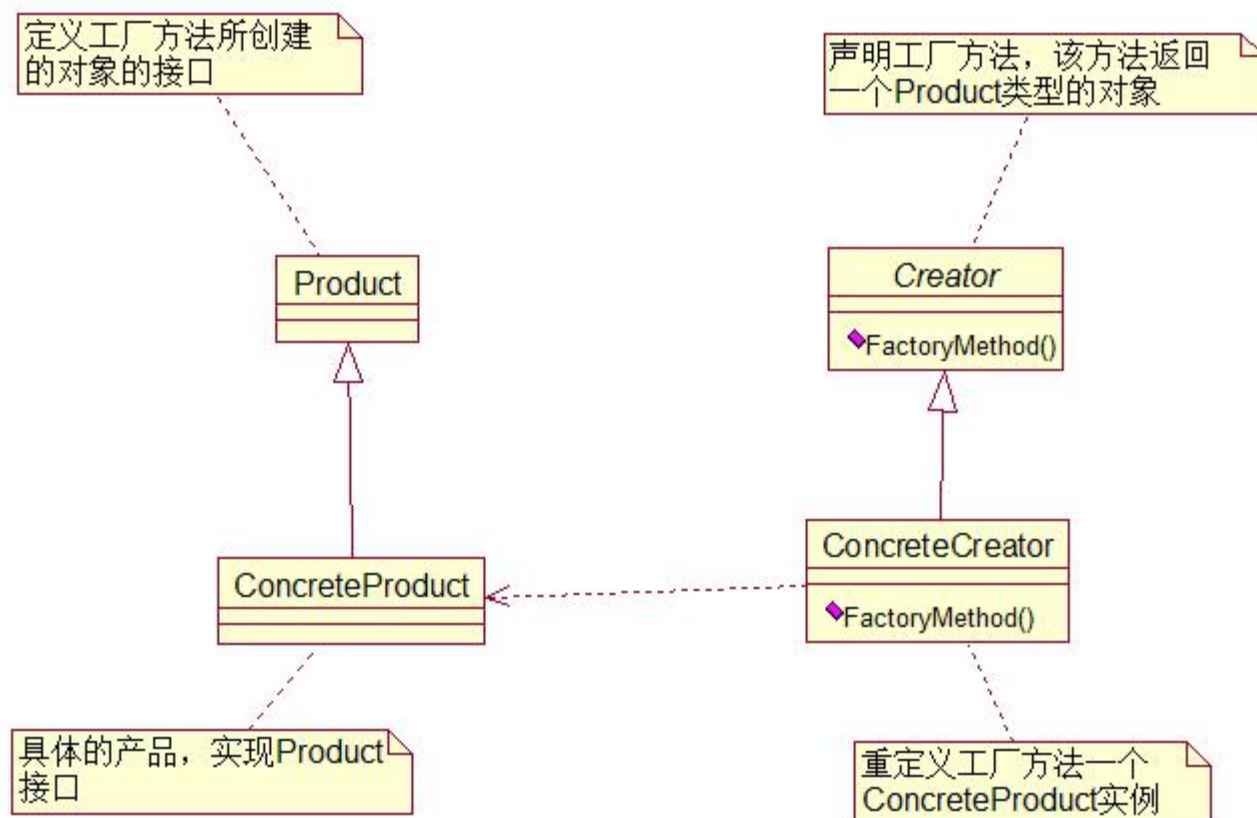 定义工厂方法所创建
的对象的接口
声明工厂方法，该方法返回
一个Product类型的对象
Product
Creator
FactoryMethod()
ConcreteProduct
ConcreteCreator
FactoryMethod()
具体的产品，实现Product
接口
重定义工厂方法一个
ConcreteProduct实例